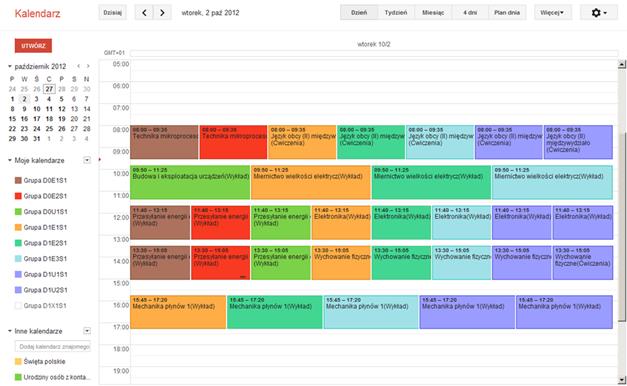 Kalendarz
Dzisiaj
wtorek, 2 paź 2012
Dzień Tydzień Miesiąc 4 dni Plan dnia
Więcej
UTWÓRZ
październik 2012
P W Ś C P S N
24 25 26 27 28 29 30
1 2 3 4 5 6 7
8 9 10 11 12 13 14
15 16 17 18 19 20 21
22 23 24 25 26 27 28
29 30 31 1 2 3 4
Moje kalendarze
Grupa D0E1S1
Grupa D0E2S1
Grupa D0U1S1
Grupa D1E1S1
Grupa D1E2S1
Grupa D1E3S1
Grupa D1U1S1
Grupa D1U2S1
Grupa D1X1S1
Inne kalendarze
Dodaj kalendarz znajomego
Święta polskie
Urodziny osób z konta...
wtorek 10/2
GMT+01
05:00
06:00
07:00
08:00
08:00 – 09:35 08:00 – 09:35 08:00 – 09:35 08:00 – 09:35 08:00 – 09:35 08:00 – 09:35 08:00 – 09:35
Technika mikroproces Technika mikroproces Język obcy (II) międzyw Język obcy (II) międzyw Język obcy (II) międzyw Język obcy (II) międzyw Język obcy (II)
(Ćwiczenia) (Ćwiczenia) (Ćwiczenia) (Ćwiczenia) międzywydziało
(Ćwiczenia)
09:00
09:50 – 11:25 09:50 – 11:25 09:50 – 11:25 09:50 – 11:25
10:00
Budowa i eksploatacja urządzeń(Wykład) Miernictwo wielkości elektrycz(Wykład) Miernictwo wielkości elektrycz(Wykład) Miernictwo wielkości elektrycz(Wykład)
11:00
11:40 – 13:15 11:40 – 13:15 11:40 – 13:15 11:40 – 13:15 11:40 – 13:15 11:40 – 13:15 11:40 – 13:15 11:40 – 13:15
12:00
Przesyłanie energii Przesyłanie energii Przesyłanie energii Elektronika(Wykład) Elektronika(Wykład) Elektronika(Wykład) Elektronika(Wykład) Elektronika(Wykład)
(Wykład) (Wykład) (Wykład)
13:00
13:30 – 15:05 13:30 – 15:05 13:30 – 15:05 13:30 – 15:05 13:30 – 15:05 13:30 – 15:05 13:30 – 15:05 13:30 – 15:05
Przesyłanie energii Przesyłanie energii Przesyłanie energii Wychowanie fizyczn Wychowanie fizyczn Wychowanie fizyczn Wychowanie fizyczn Wychowanie
(Wykład) (Wykład) (Wykład) fizyczne(Ćwiczenia)
14:00
15:00
15:45 – 17:20 15:45 – 17:20 15:45 – 17:20 15:45 – 17:20 15:45 – 17:20
16:00
Mechanika płynów 1(Wykład) Mechanika płynów 1(Wykład) Mechanika płynów 1(Wykład) Mechanika płynów 1(Wykład) Mechanika płynów 1(Wykład)
17:00
18:00
19:00